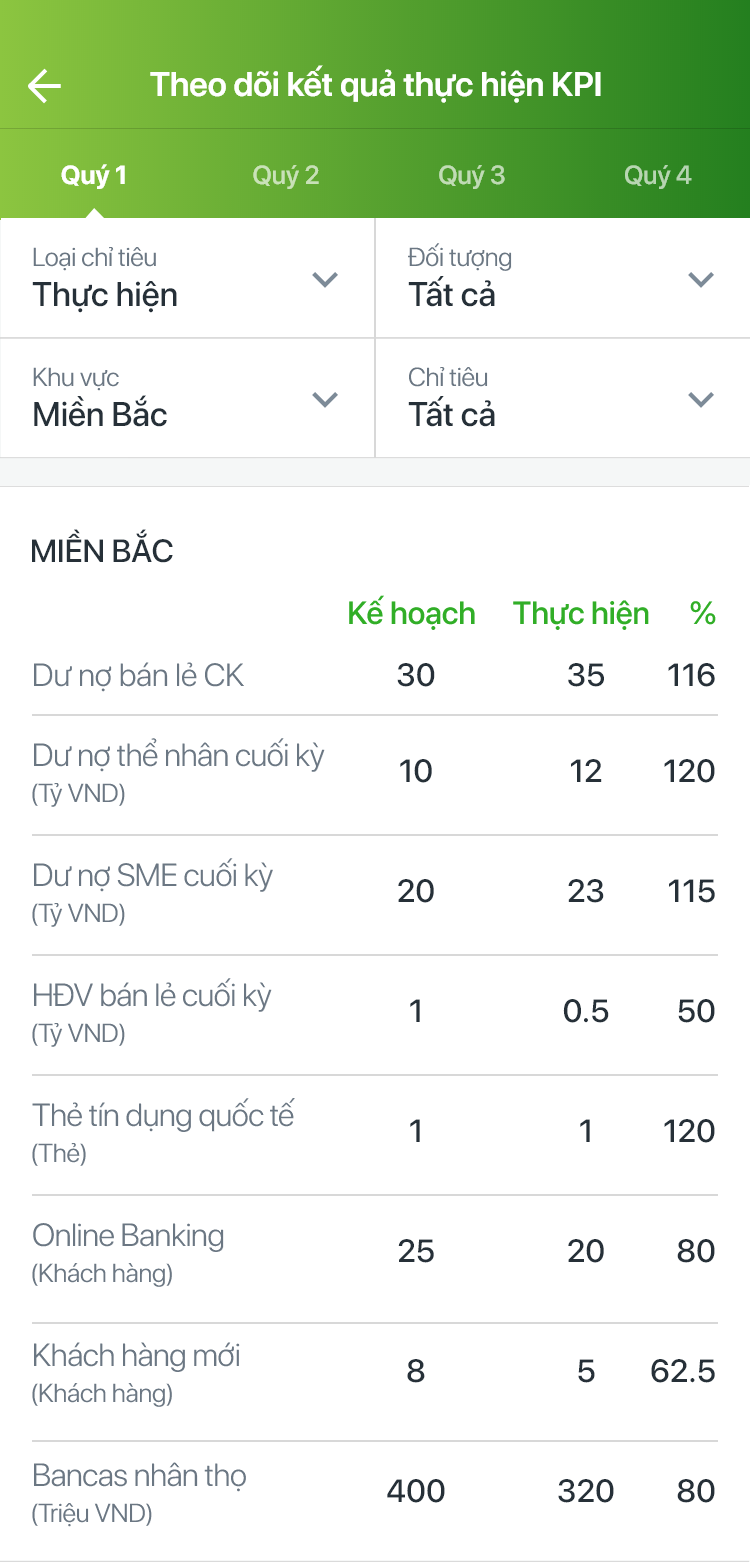 Theo dõi kết quả thực hiện KPI
Quý 1 Quý 2 Quý 3 Quý 4
Loại chỉ tiêu Đối tượng
Thực hiện Tất cả
Khu vực Chỉ tiêu
Miền Bắc Tất cả
MIỀN BẮC
Kế hoạch Thực hiện %
Dư nợ bán lẻ CK 30 35 116
Dư nợ thể nhân cuối kỳ 10 12 120
(Tỷ VND)
Dư nợ SME cuối kỳ 20 23 115
(Tỷ VND)
HĐV bán lẻ cuối kỳ 1 0.5 50
(Tỷ VND)
Thẻ tín dụng quốc tế 1 1 120
(Thẻ)
Online Banking 25 20 80
(Khách hàng)
Khách hàng mới 8 5 62.5
(Khách hàng)
Bancas nhân thọ 400 320 80
(Triệu VND)